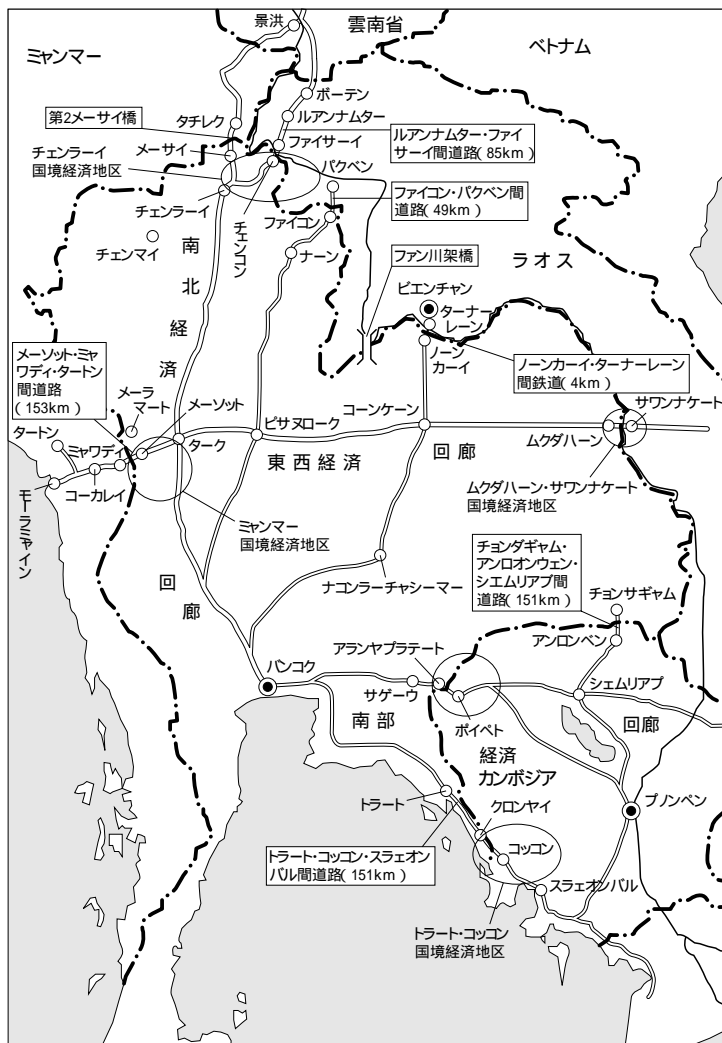 景洪
雲南省
ミャンマー
ベトナム
ボーテン
第2メーサイ橋
タチレク
ルアンナムター
メーサイ
ファイサーイ
ルアンナムター・ファイ
サーイ間道路(85km)
チェンラーイ
国境経済地区
パクベン
チェンラーイ
チェンコン
ファイコン・パクベン間
道路(49km)
ファイコン
チェンマイ
南北経済
ナーン
ファン川架橋
ラオス
ビエンチャン
ターナー
レーン
ノーン
カーイ
ノーンカーイ・ターナーレーン
間鉄道(4km)
メーソット・ミャ
ワディ・タートン
間道路
(153km)
メーラ
マート
メーソット
タートン
ミャワディ
ターク
ピサヌローク
コーンケーン
サワンナケート
ムクダハーン
東西経済
回廊
コーカレイ
モーラミャイン
ムクダハーン・サワンナケート
国境経済地区
ミャンマー
国境経済地区
回廊
ナコンラーチャシーマー
チョンダギャム・
アンロオンウェン・
シエムリアプ間
道路(151km)
チョンサギャム
アンロンベン
バンコク
アランヤプラテート
サゲーウ
ポイペト
シェムリアプ
南部
経済
回廊
カンボジア
トラート
クロンヤイ
プノンペン
コッコン
トラート・コッコン・スラェオン
バル間道路(151km)
スラェオンバル
トラート・コッコン
国境経済地区